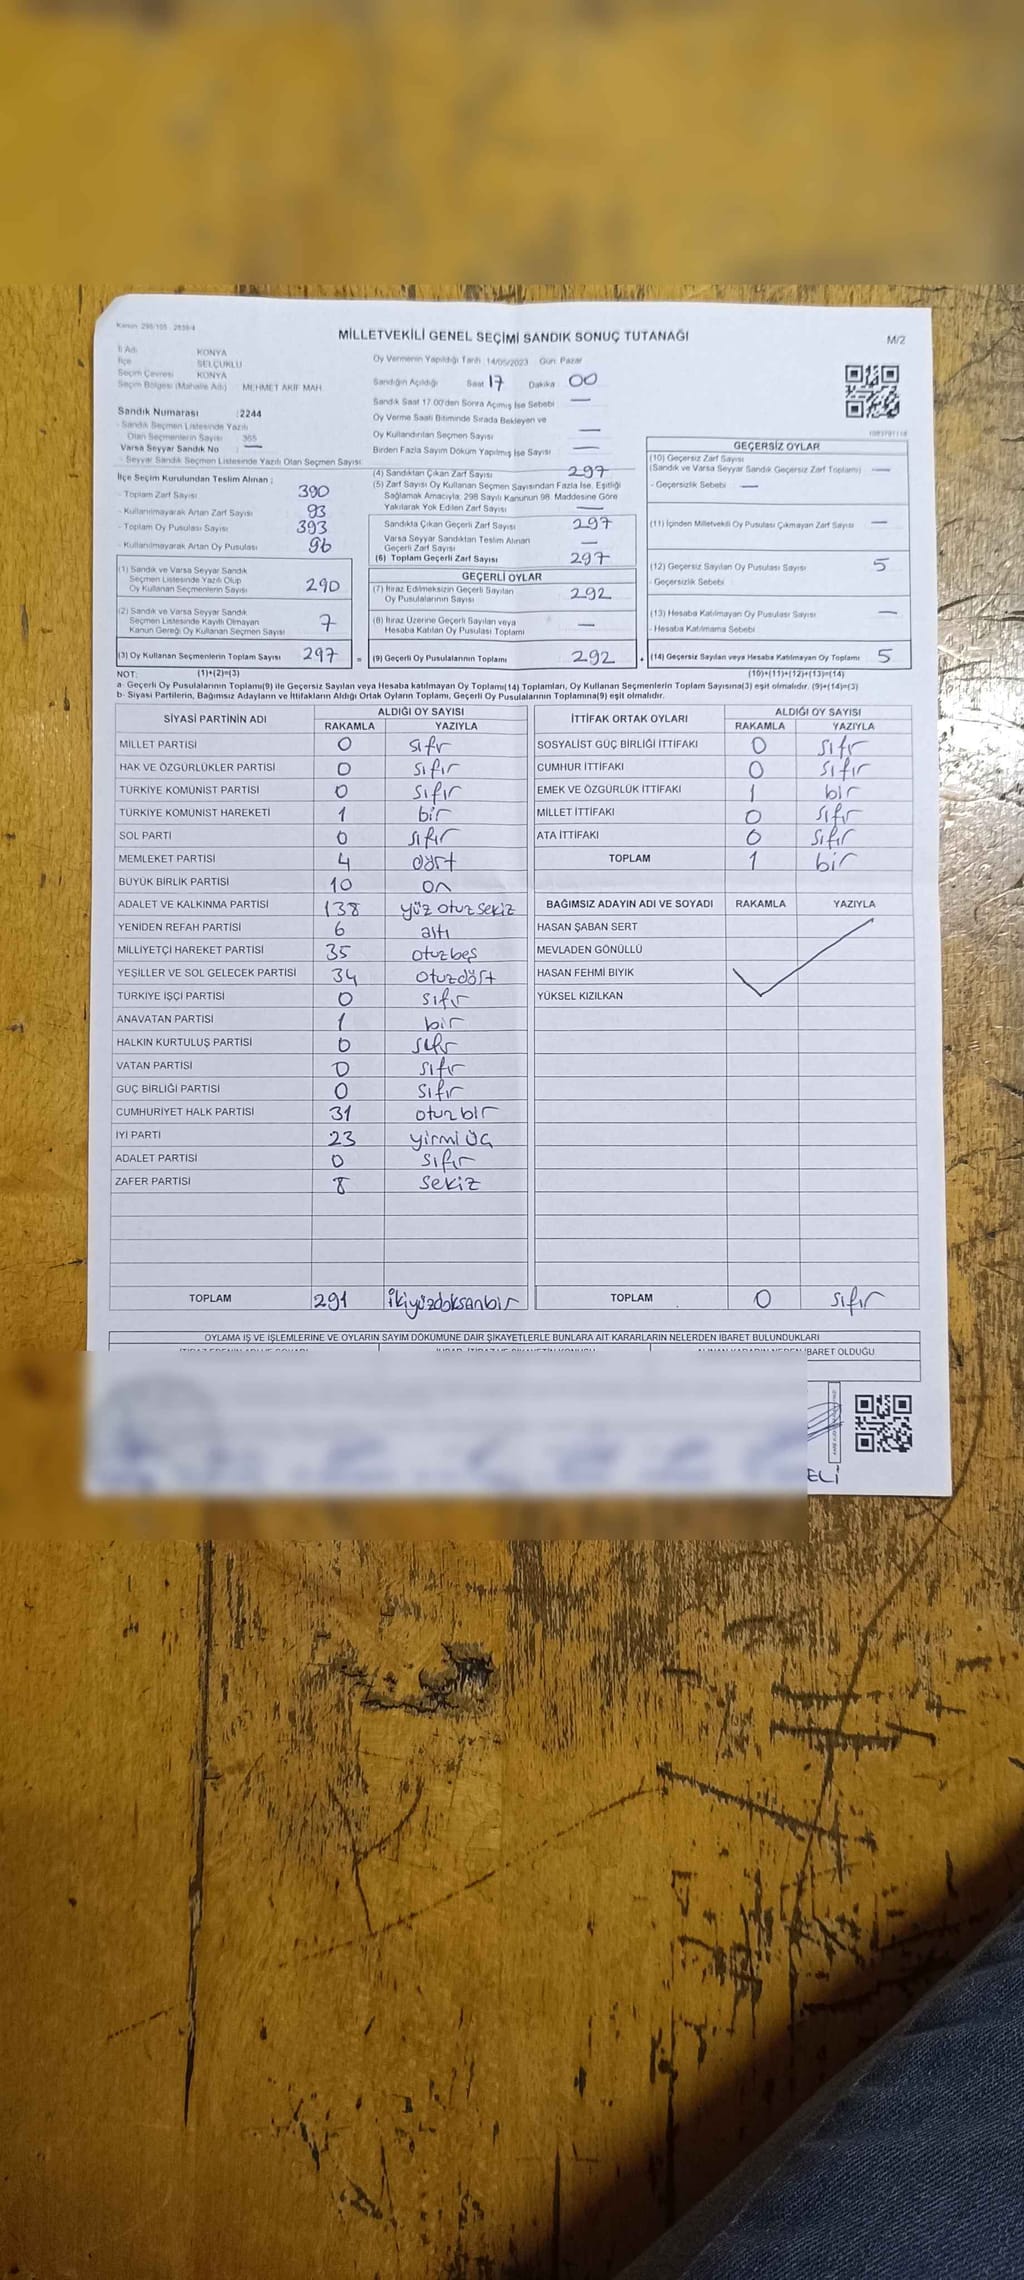 Kanun 298/105 - 2839/4
MİLLETVEKİLİ GENEL SEÇİMİ SANDIK SONUÇ TUTANAĞI
M/2
İl Adı KONYA
İlçe SELÇUKLU
Seçim Çevresi KONYA
Seçim Bölgesi (Mahalle Adı) MEHMET AKİF MAH.
Oy Vermenin Yapıldığı Tarih 14/05/2023 Gün: Pazar
Sandığın Açıldığı Saat 17 Dakika 00
Sandık Saat 17.00'den Sonra Açılmış İse Sebebi —
Oy Verme Saati Bitiminde Sırada Bekleyen ve
Oy Kullandırılan Seçmen Sayısı —
Birden Fazla Sayım Döküm Yapılmış İse Sayısı —
Sandık Numarası :2244
- Sandık Seçmen Listesinde Yazılı
Olan Seçmenlerin Sayısı 365
Varsa Seyyar Sandık No —
- Seyyar Sandık Seçmen Listesinde Yazılı Olan Seçmen Sayısı
İlçe Seçim Kurulundan Teslim Alınan ;
- Toplam Zarf Sayısı 390
- Kullanılmayarak Artan Zarf Sayısı 93
- Toplam Oy Pusulası Sayısı 393
- Kullanılmayarak Artan Oy Pusulası 96
(1) Sandık ve Varsa Seyyar Sandık
Seçmen Listesinde Yazılı Olup
Oy Kullanan Seçmenlerin Sayısı 290
(2) Sandık ve Varsa Seyyar Sandık
Seçmen Listesinde Kayıtlı Olmayan
Kanun Gereği Oy Kullanan Seçmen Sayısı 7
(3) Oy Kullanan Seçmenlerin Toplam Sayısı 297
(4) Sandıktan Çıkan Zarf Sayısı 297
(5) Zarf Sayısı Oy Kullanan Seçmen Sayısından Fazla İse, Eşitliği
Sağlamak Amacıyla, 298 Sayılı Kanunun 98. Maddesine Göre
Yakılarak Yok Edilen Zarf Sayısı —
Sandıkta Çıkan Geçerli Zarf Sayısı 297
Varsa Seyyar Sandıktan Teslim Alınan
Geçerli Zarf Sayısı —
(6) Toplam Geçerli Zarf Sayısı 297
GEÇERLİ OYLAR
(7) İtiraz Edilmeksizin Geçerli Sayılan
Oy Pusulalarının Sayısı 292
(8) İtiraz Üzerine Geçerli Sayılan veya
Hesaba Katılan Oy Pusulası Toplamı —
= (9) Geçerli Oy Pusulalarının Toplamı 292
GEÇERSİZ OYLAR
(10) Geçersiz Zarf Sayısı
(Sandık ve Varsa Seyyar Sandık Geçersiz Zarf Toplamı) —
- Geçersizlik Sebebi —
(11) İçinden Milletvekili Oy Pusulası Çıkmayan Zarf Sayısı —
(12) Geçersiz Sayılan Oy Pusulası Sayısı 5
- Geçersizlik Sebebi
(13) Hesaba Katılmayan Oy Pusulası Sayısı —
- Hesaba Katılmama Sebebi
+ (14) Geçersiz Sayılan veya Hesaba Katılmayan Oy Toplamı 5
NOT: (1)+(2)=(3) (10)+(11)+(12)+(13)=(14)
a- Geçerli Oy Pusulalarının Toplamı(9) ile Geçersiz Sayılan veya Hesaba katılmayan Oy Toplamı(14) Toplamları, Oy Kullanan Seçmenlerin Toplam Sayısına(3) eşit olmalıdır. (9)+(14)=(3)
b- Siyasi Partilerin, Bağımsız Adayların ve İttifakların Aldığı Ortak Oyların Toplamı, Geçerli Oy Pusulalarının Toplamına(9) eşit olmalıdır.
SİYASİ PARTİNİN ADI ALDIĞI OY SAYISI
RAKAMLA YAZIYLA
MİLLET PARTİSİ 0 sıfr
HAK VE ÖZGÜRLÜKLER PARTİSİ 0 sıfır
TÜRKİYE KOMÜNİST PARTİSİ 0 sıfır
TÜRKİYE KOMÜNİST HAREKETİ 1 bir
SOL PARTİ 0 sıfır
MEMLEKET PARTİSİ 4 dört
BÜYÜK BİRLİK PARTİSİ 10 on
ADALET VE KALKINMA PARTİSİ 138 yüz otuz sekiz
YENİDEN REFAH PARTİSİ 6 altı
MİLLİYETÇİ HAREKET PARTİSİ 35 otuzbeş
YEŞİLLER VE SOL GELECEK PARTİSİ 34 otuzdört
TÜRKİYE İŞÇİ PARTİSİ 0 sıfır
ANAVATAN PARTİSİ 1 bir
HALKIN KURTULUŞ PARTİSİ 0 sıfr
VATAN PARTİSİ 0 sıfır
GÜÇ BİRLİĞİ PARTİSİ 0 sıfır
CUMHURİYET HALK PARTİSİ 31 otuzbir
İYİ PARTİ 23 yirmi üç
ADALET PARTİSİ 0 sıfır
ZAFER PARTİSİ 8 sekiz
TOPLAM 291 ikiyüzdoksanbir
İTTİFAK ORTAK OYLARI ALDIĞI OY SAYISI
RAKAMLA YAZIYLA
SOSYALİST GÜÇ BİRLİĞİ İTTİFAKI 0 sıfr
CUMHUR İTTİFAKI 0 sıfır
EMEK VE ÖZGÜRLÜK İTTİFAKI 1 bir
MİLLET İTTİFAKI 0 sıfır
ATA İTTİFAKI 0 sıfır
TOPLAM 1 bir
BAĞIMSIZ ADAYIN ADI VE SOYADI RAKAMLA YAZIYLA
HASAN ŞABAN SERT
MEVLADEN GÖNÜLLÜ
HASAN FEHMİ BIYIK
YÜKSEL KIZILKAN
TOPLAM 0 sıfır
OYLAMA İŞ VE İŞLEMLERİNE VE OYLARIN SAYIM DÖKÜMÜNE DAİR ŞİKAYETLERLE BUNLARA AİT KARARLARIN NELERDEN İBARET BULUNDUKLARI
İBARET OLDUĞU
ELİ